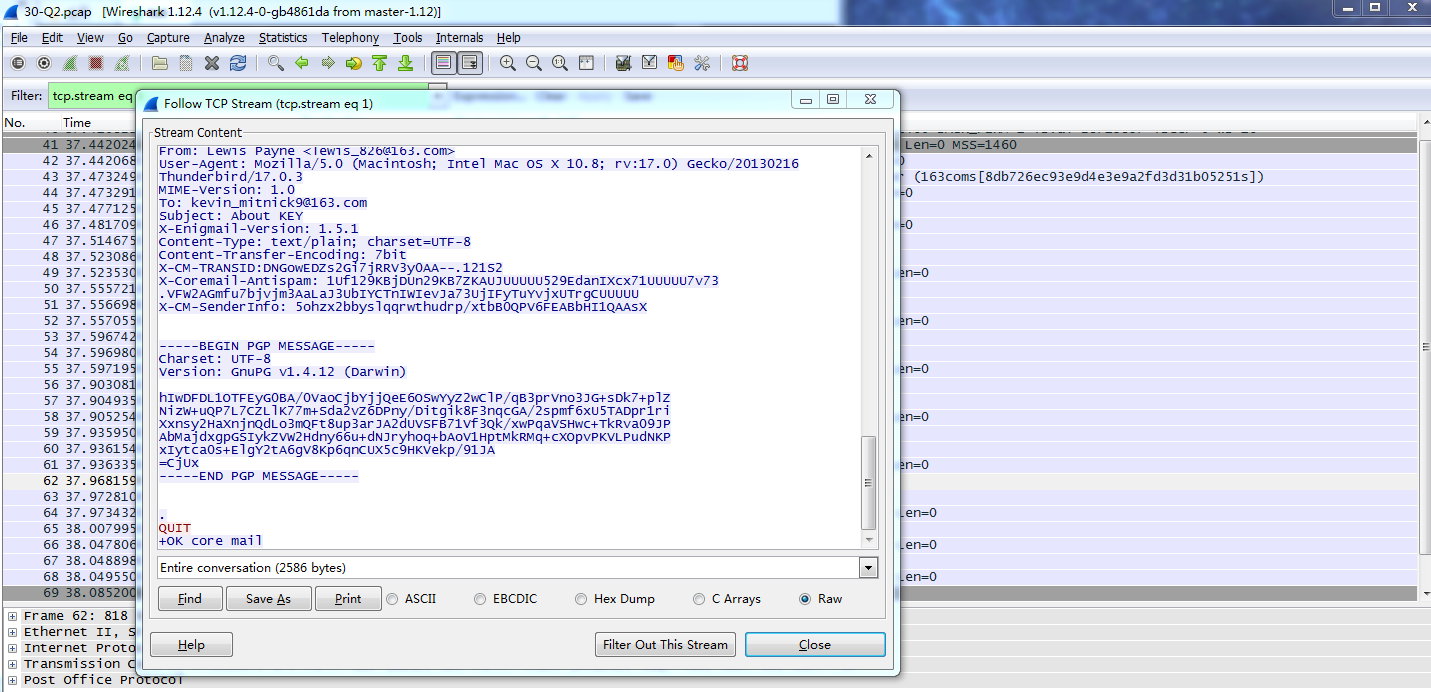 30-Q2.pcap [Wireshark 1.12.4 (v1.12.4-0-gb4861da from master-1.12)]
File Edit View Go Capture Analyze Statistics Telephony Tools Internals Help
Filter: tcp.stream eq
No. Time
Follow TCP Stream (tcp.stream eq 1)
Stream Content
From: Lewis Payne <lewis_826@163.com>
User-Agent: Mozilla/5.0 (Macintosh; Intel Mac OS X 10.8; rv:17.0) Gecko/20130216
Thunderbird/17.0.3
MIME-Version: 1.0
To: kevin_mitnick9@163.com
Subject: About KEY
X-Enigmail-Version: 1.5.1
Content-Type: text/plain; charset=UTF-8
Content-Transfer-Encoding: 7bit
X-CM-TRANSID:DNGowEDZs2Gi7jRRV3yOAA--.121S2
X-Coremail-Antispam: 1Uf129KBjDUn29KB7ZKAUJUUUUU529EdanIXcx71UUUUU7v73
.VFW2AGmfu7bjvjm3AaLaJ3UbIYCTnIWIevJa73UjIFyTuYvjxUTrgCUUUUU
X-CM-SenderInfo: 5ohzx2bbyslqqrwthudrp/xtbB0QPV6FEABbHI1QAAsX
-----BEGIN PGP MESSAGE-----
Charset: UTF-8
Version: GnuPG v1.4.12 (Darwin)
hIwDFDL1OTFEyG0BA/0VaoCjbYjjQeE6OSwYyZ2wClP/qB3prVno3JG+sDk7+plZ
NizW+uQP7L7CZLlK77m+Sda2vZ6DPny/Ditgik8F3nqcGA/2spmf6xU5TADpr1ri
Xxnsy2HaXnjnQdLo3mQFt8up3arJA2dUVSFB71Vf3Qk/xwPqaVSHwc+TkRvaO9JP
AbMajdxgpGSIykZVW2Hdny66u+dNJryhoq+bAoV1HptMkRMq+cXOpvPKVLPudNKP
xIytcaOs+ElgY2tA6gV8Kp6qnCUX5c9HKVekp/91JA
=CjUx
-----END PGP MESSAGE-----
.
QUIT
+OK core mail
Entire conversation (2586 bytes)
Find Save As Print ASCII EBCDIC Hex Dump C Arrays Raw
Help Filter Out This Stream Close
41 37.442024 Len=0 MSS=1460
42 37.442068
43 37.473249 (163coms[8db726ec93e9d4e3e9a2fd3d31b05251s])
44 37.473291 =0
45 37.477125
46 37.481709 =0
47 37.514675
48 37.523086
49 37.523530 en=0
50 37.555721
51 37.556698
52 37.557055 en=0
53 37.596742
54 37.596980
55 37.597195 en=0
56 37.903081
57 37.904935
58 37.905254 en=0
59 37.935950
60 37.936154
61 37.936335 en=0
62 37.968159
63 37.972810
64 37.973432 Len=0
65 38.007995
66 38.047806 Len=0
67 38.048898
68 38.049550 Len=0
69 38.085200
Frame 62: 818
Ethernet II, S
Internet Proto
Transmission C
Post Office Protocol